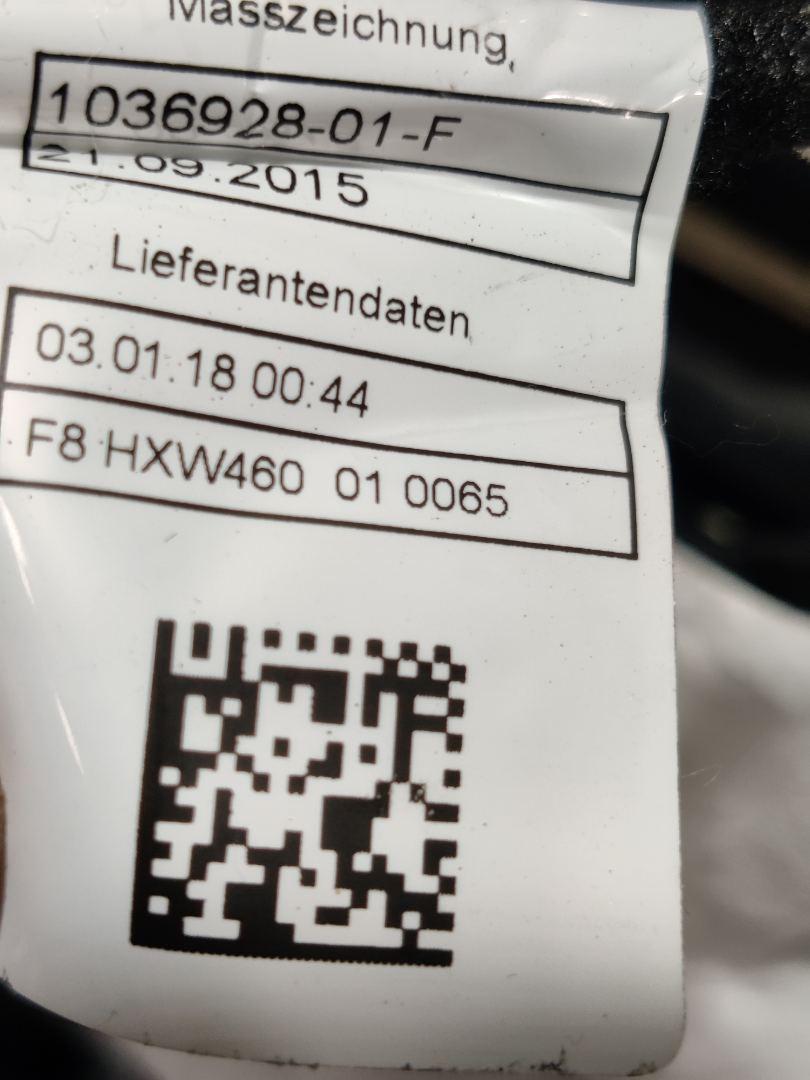 Masszeichnung
1036928-01-F
21.09.2015
Lieferantendaten
03.01.18 00:44
F8 HXW460 01 0065